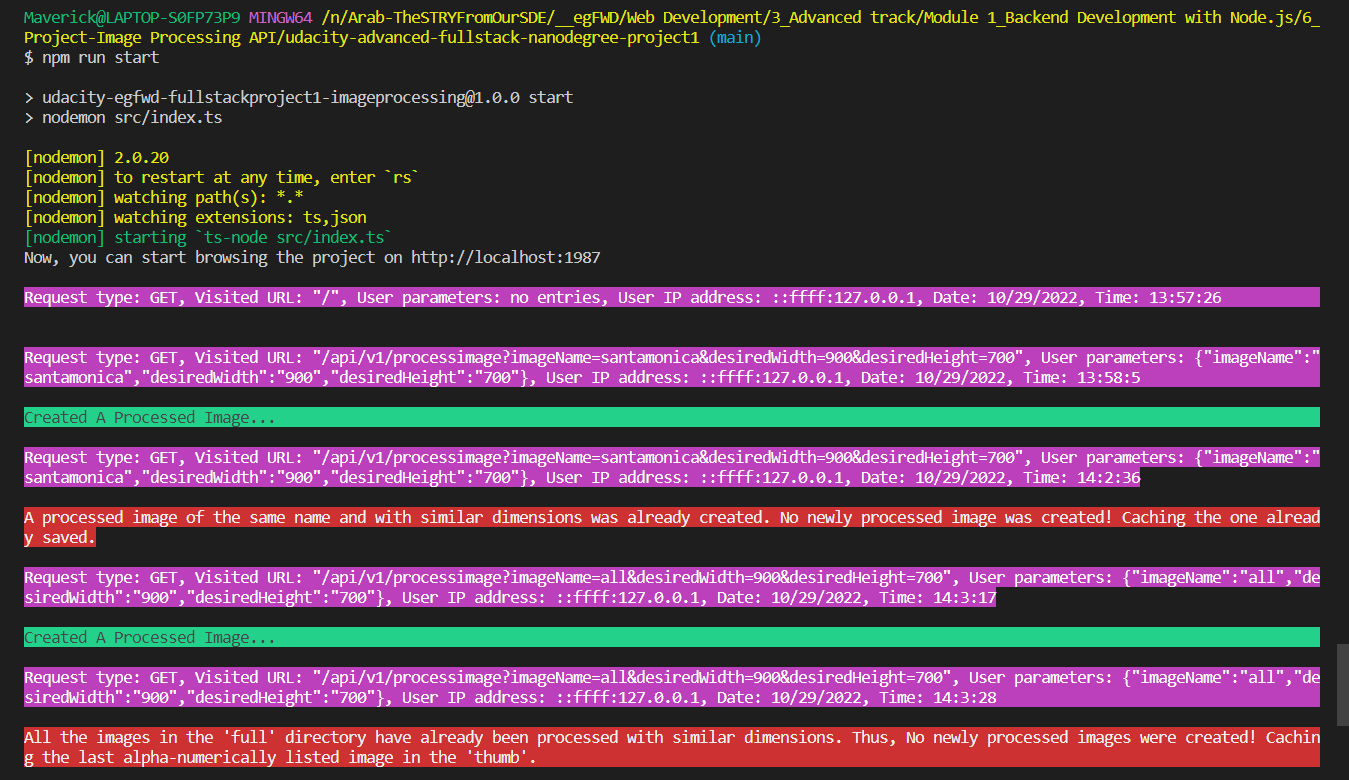 Maverick@LAPTOP-S0FP73P9 MINGW64 /n/Arab-TheSTRYFromOurSDE/__egFWD/Web Development/3_Advanced track/Module 1_Backend Development with Node.js/6_
Project-Image Processing API/udacity-advanced-fullstack-nanodegree-project1 (main)
$ npm run start
> udacity-egfwd-fullstackproject1-imageprocessing@1.0.0 start
> nodemon src/index.ts
[nodemon] 2.0.20
[nodemon] to restart at any time, enter `rs`
[nodemon] watching path(s): *.*
[nodemon] watching extensions: ts,json
[nodemon] starting `ts-node src/index.ts`
Now, you can start browsing the project on http://localhost:1987
Request type: GET, Visited URL: "/", User parameters: no entries, User IP address: ::ffff:127.0.0.1, Date: 10/29/2022, Time: 13:57:26
Request type: GET, Visited URL: "/api/v1/processimage?imageName=santamonica&desiredWidth=900&desiredHeight=700", User parameters: {"imageName":"
santamonica","desiredWidth":"900","desiredHeight":"700"}, User IP address: ::ffff:127.0.0.1, Date: 10/29/2022, Time: 13:58:5
Created A Processed Image...
Request type: GET, Visited URL: "/api/v1/processimage?imageName=santamonica&desiredWidth=900&desiredHeight=700", User parameters: {"imageName":"
santamonica","desiredWidth":"900","desiredHeight":"700"}, User IP address: ::ffff:127.0.0.1, Date: 10/29/2022, Time: 14:2:36
A processed image of the same name and with similar dimensions was already created. No newly processed image was created! Caching the one alread
y saved.
Request type: GET, Visited URL: "/api/v1/processimage?imageName=all&desiredWidth=900&desiredHeight=700", User parameters: {"imageName":"all","de
siredWidth":"900","desiredHeight":"700"}, User IP address: ::ffff:127.0.0.1, Date: 10/29/2022, Time: 14:3:17
Created A Processed Image...
Request type: GET, Visited URL: "/api/v1/processimage?imageName=all&desiredWidth=900&desiredHeight=700", User parameters: {"imageName":"all","de
siredWidth":"900","desiredHeight":"700"}, User IP address: ::ffff:127.0.0.1, Date: 10/29/2022, Time: 14:3:28
All the images in the 'full' directory have already been processed with similar dimensions. Thus, No newly processed images were created! Cachin
g the last alpha-numerically listed image in the 'thumb'.